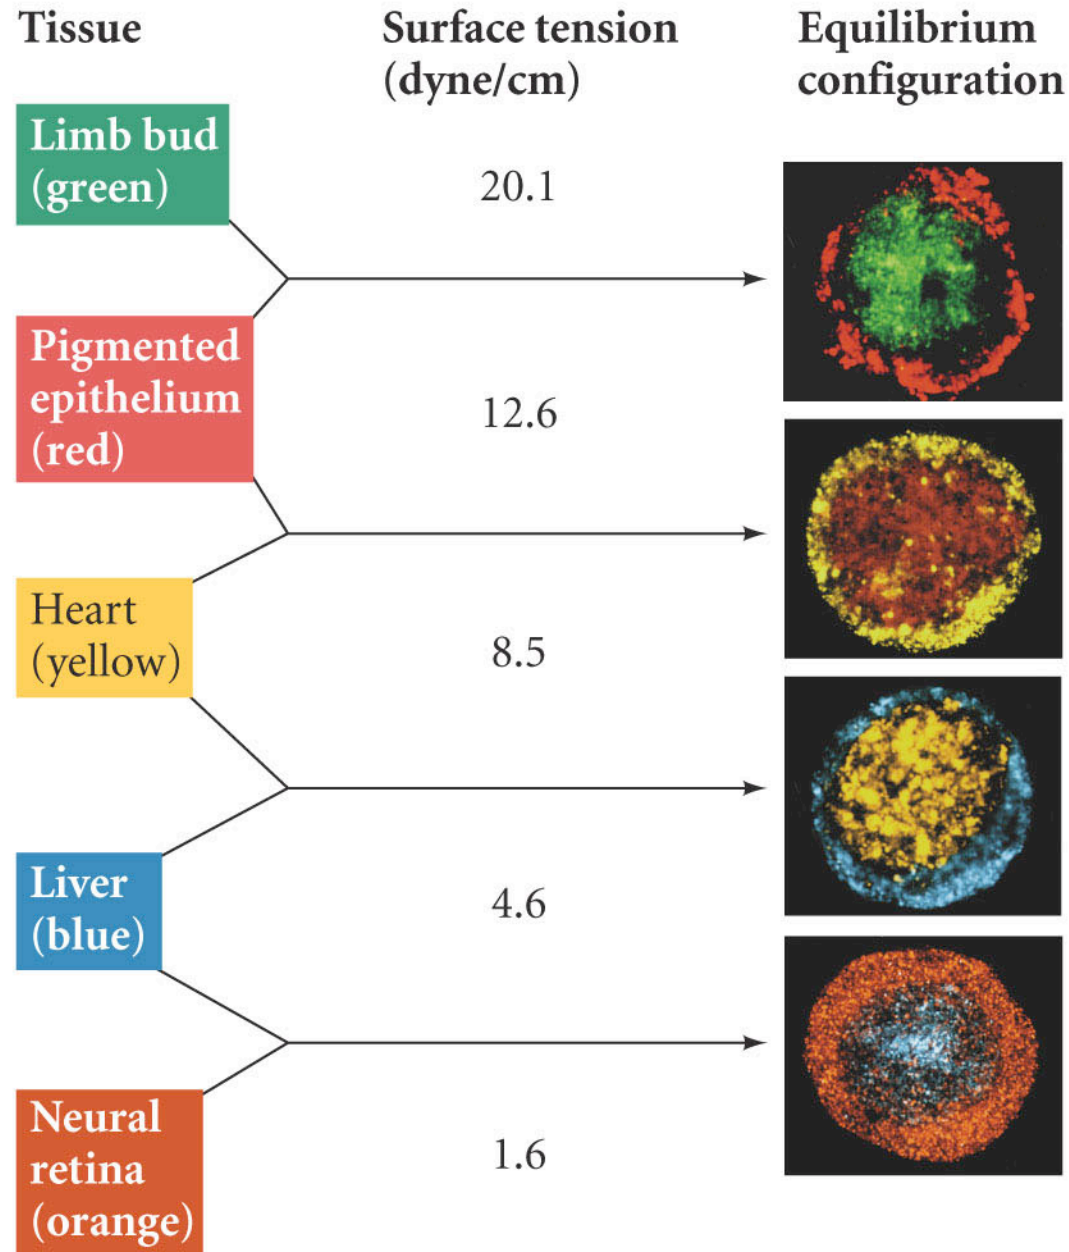 Tissue
Surface tension
(dyne/cm)
Equilibrium
configuration
Limb bud
(green)
20.1
Pigmented
epithelium
(red)
12.6
Heart
(yellow)
8.5
Liver
(blue)
4.6
Neural
retina
(orange)
1.6